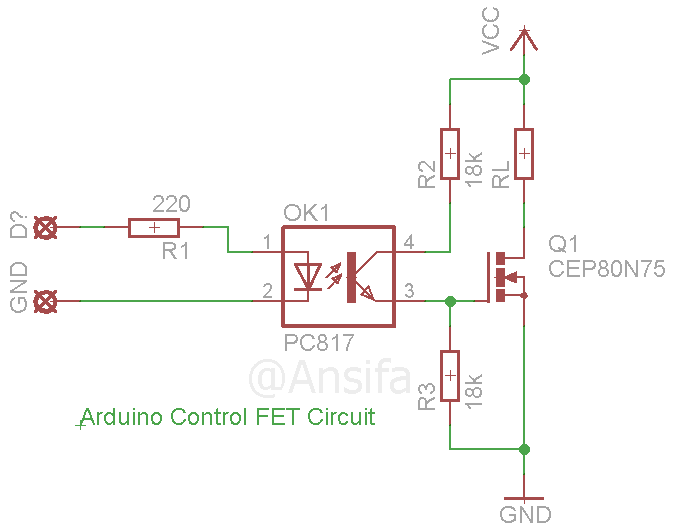 VCC
R2
18k
RL
220
D?
R1
OK1
1
4
Q1
CEP80N75
GND
2
3
PC817
@Ansifa
R3
18k
Arduino Control FET Circuit
GND